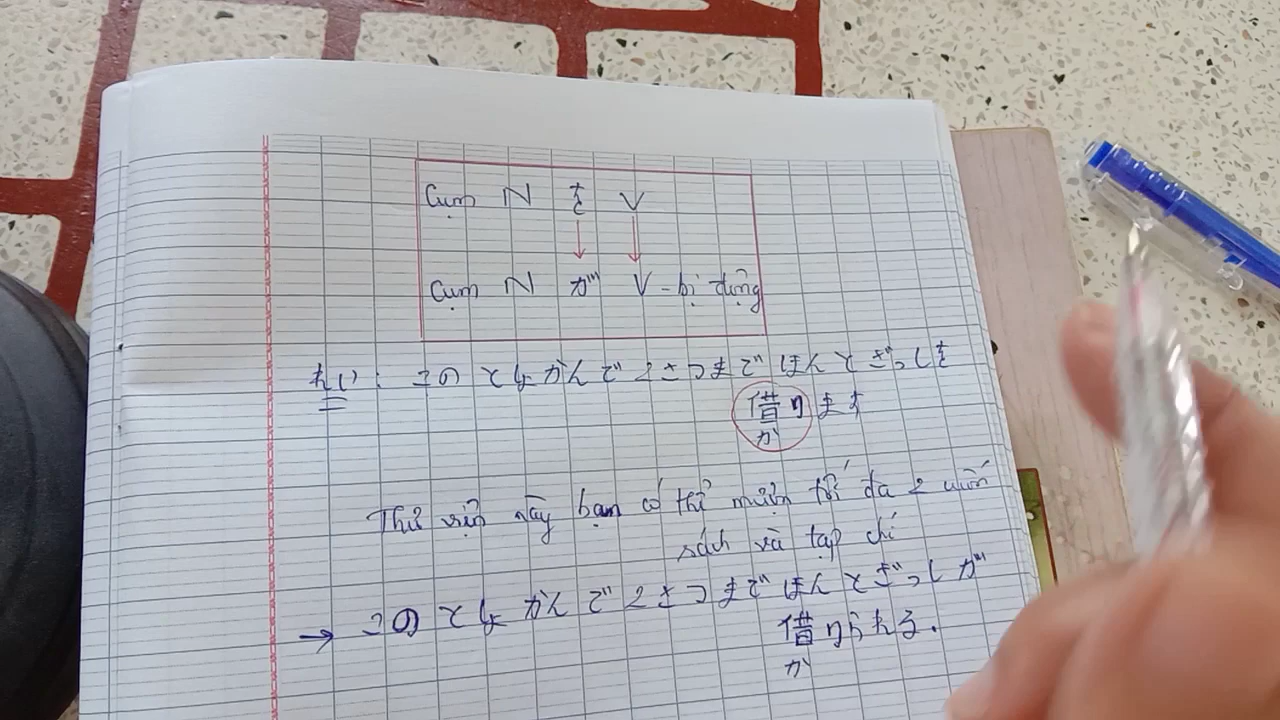 Cụm N を V
Cụm N が V-bị động
れい: このとしょかんで2さつまでほんとざっしを
借ります
か
Thư viện này bạn có thể mượn tối đa 2 cuốn
sách và tạp chí
→ このとしょかんで2さつまでほんとざっしが
借りられる.
か